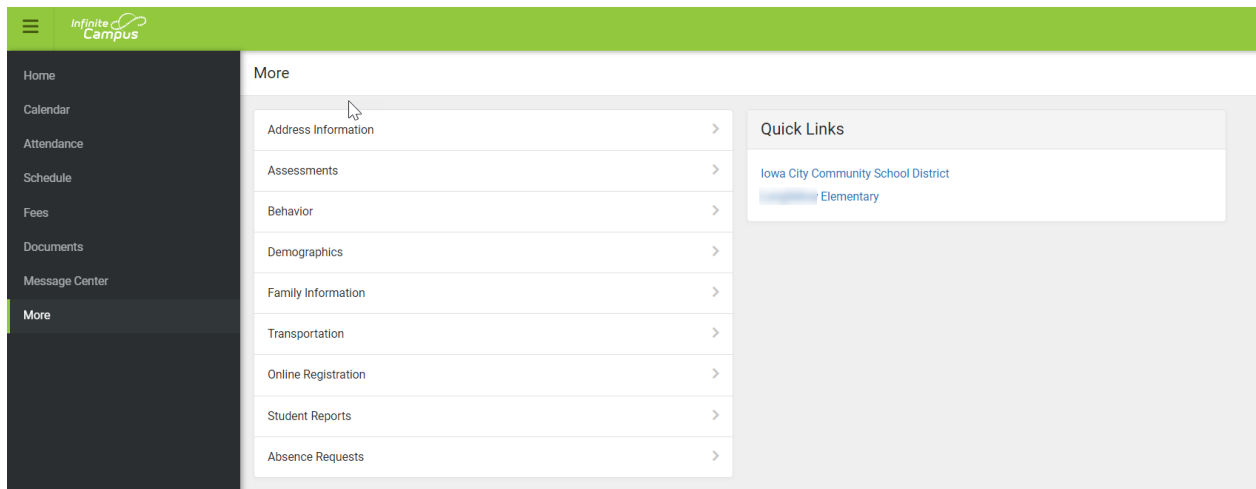 Infinite
Campus
Home
Calendar
Attendance
Schedule
Fees
Documents
Message Center
More
More
Address Information
Assessments
Behavior
Demographics
Family Information
Transportation
Online Registration
Student Reports
Absence Requests
Quick Links
Iowa City Community School District
Elementary